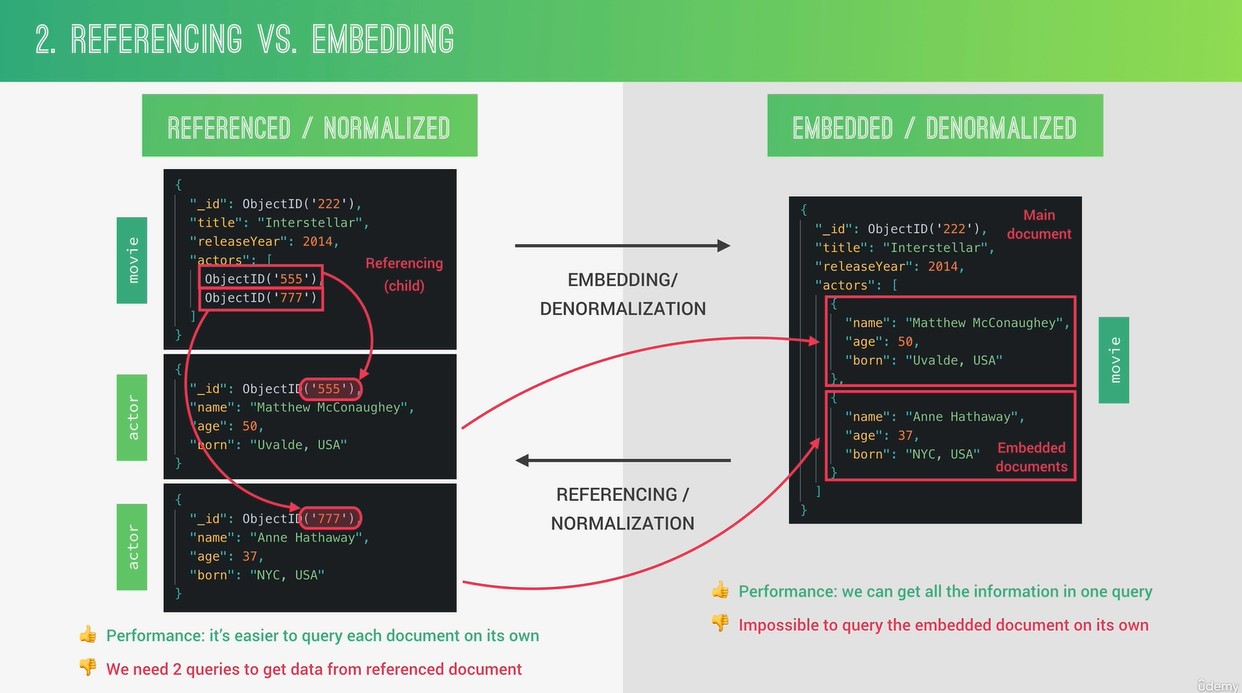 2. REFERENCING VS. EMBEDDING
REFERENCED / NORMALIZED
movie
{
"_id": ObjectID('222'),
"title": "Interstellar",
"releaseYear": 2014,
"actors": [
ObjectID('555'),
ObjectID('777')
]
}
Referencing
(child)
actor
{
"_id": ObjectID('555'),
"name": "Matthew McConaughey",
"age": 50,
"born": "Uvalde, USA"
}
actor
{
"_id": ObjectID('777'),
"name": "Anne Hathaway",
"age": 37,
"born": "NYC, USA"
}
👍 Performance: it's easier to query each document on its own
👎 We need 2 queries to get data from referenced document
EMBEDDING/
DENORMALIZATION
REFERENCING /
NORMALIZATION
EMBEDDED / DENORMALIZED
{
"_id": ObjectID('222'),
"title": "Interstellar",
"releaseYear": 2014,
"actors": [
{
"name": "Matthew McConaughey",
"age": 50,
"born": "Uvalde, USA"
},
{
"name": "Anne Hathaway",
"age": 37,
"born": "NYC, USA"
}
]
}
Main
document
Embedded
documents
movie
👍 Performance: we can get all the information in one query
👎 Impossible to query the embedded document on its own
ûdemy